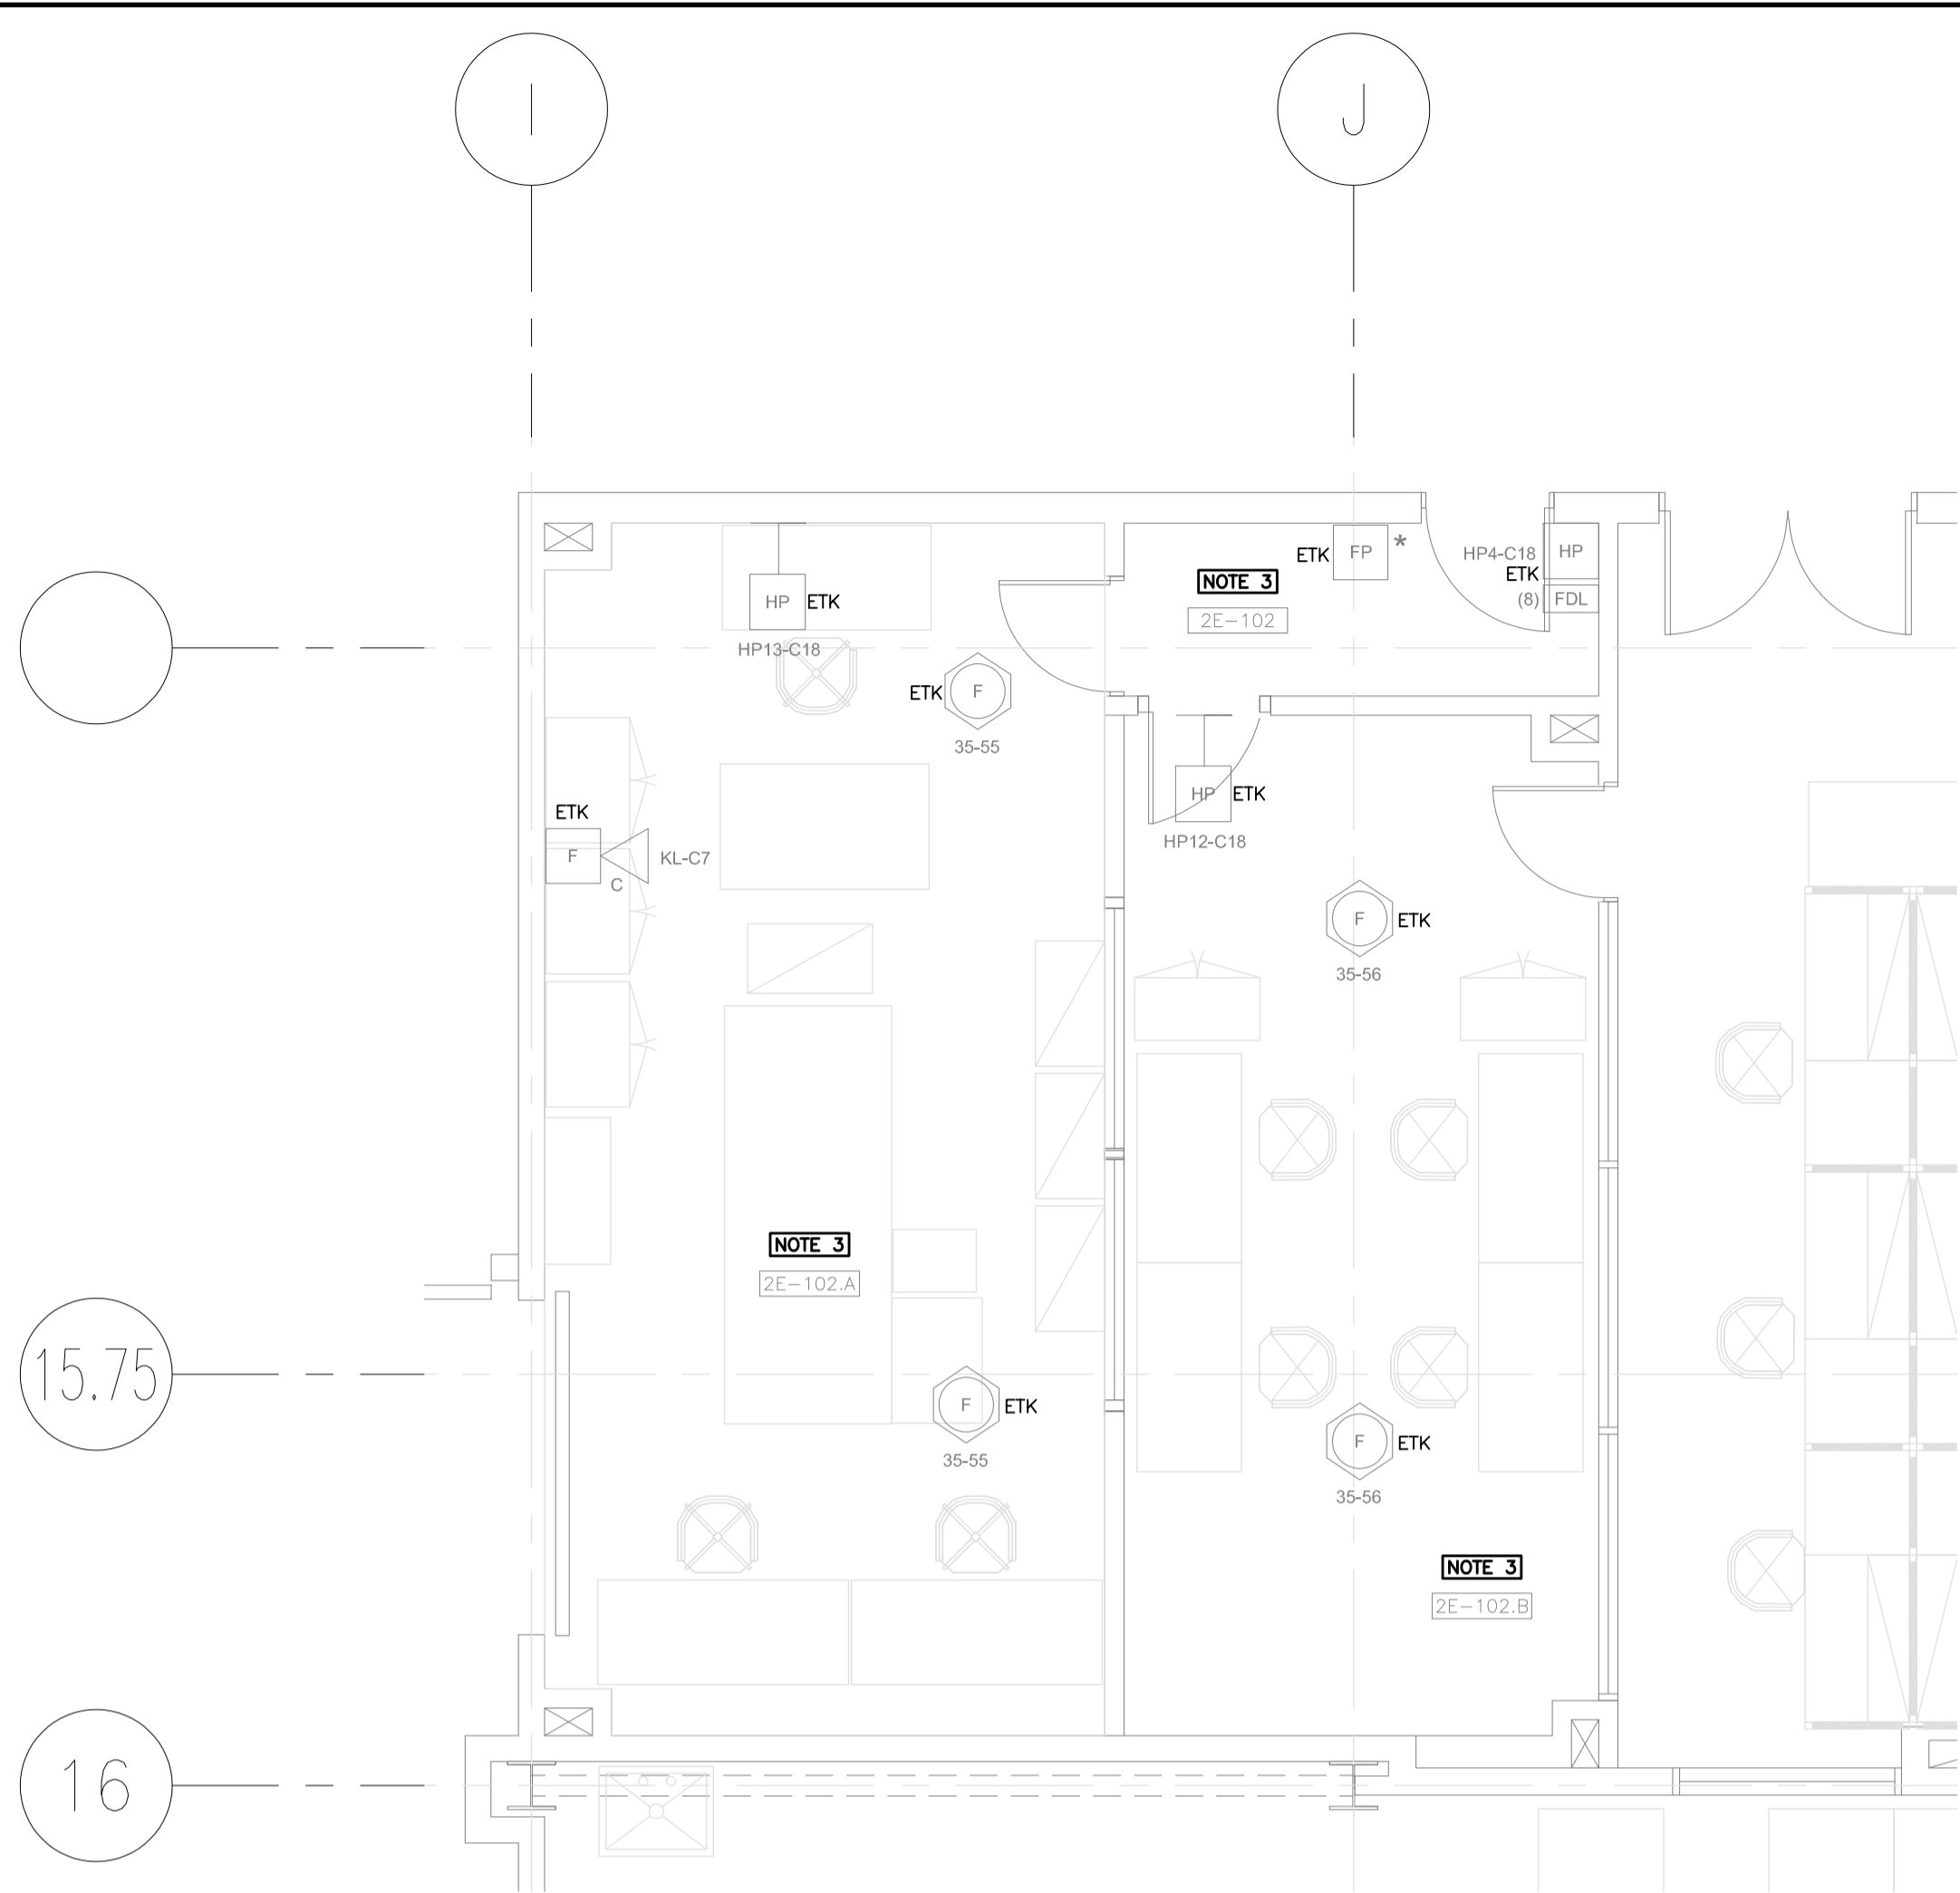 I
J
ETK
FP
*
HP4-C18
HP
ETK
(8)
FDL
NOTE 3
2E-102
HP
ETK
HP13-C18
ETK
F
35-55
ETK
F
C
KL-C7
HP
ETK
HP12-C18
F
ETK
35-56
NOTE 3
2E-102.A
15.75
F
ETK
35-55
F
ETK
35-56
NOTE 3
2E-102.B
16